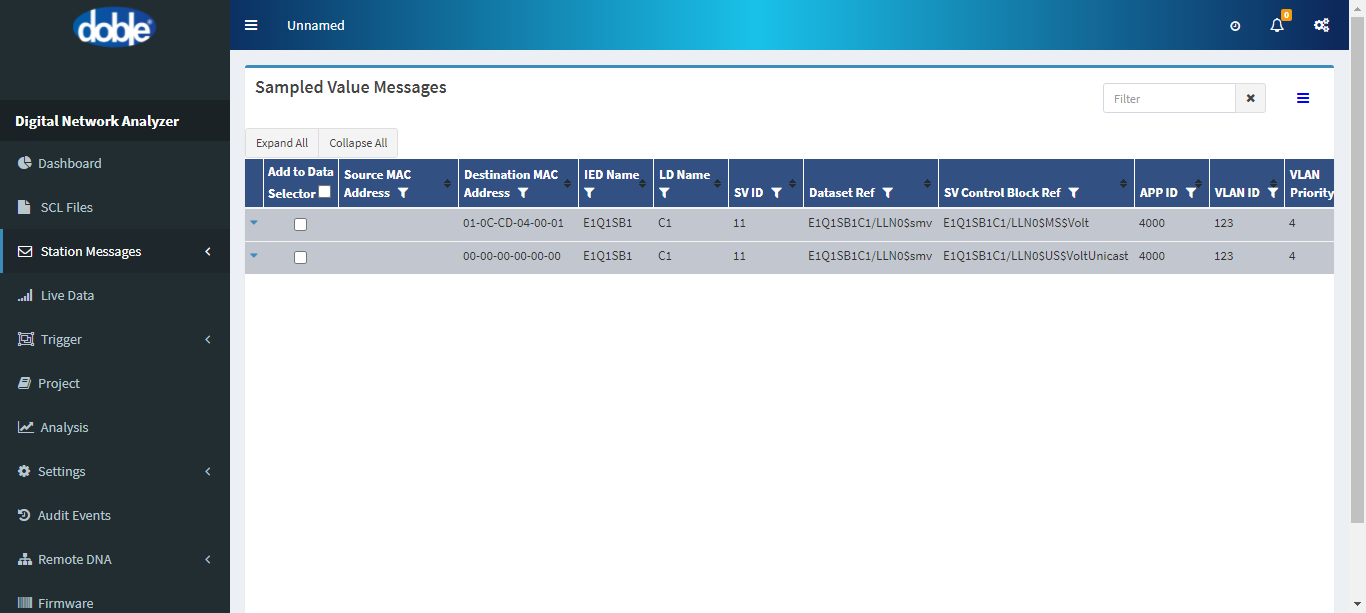 doble
Unnamed
0
Digital Network Analyzer
Dashboard
SCL Files
Station Messages
Live Data
Trigger
Project
Analysis
Settings
Audit Events
Remote DNA
Firmware
Sampled Value Messages
Filter
Expand All Collapse All
Add to Data Selector Source MAC Address Destination MAC Address IED Name LD Name SV ID Dataset Ref SV Control Block Ref APP ID VLAN ID VLAN Priority
01-0C-CD-04-00-01 E1Q1SB1 C1 11 E1Q1SB1C1/LLN0$smv E1Q1SB1C1/LLN0$MS$Volt 4000 123 4
00-00-00-00-00-00 E1Q1SB1 C1 11 E1Q1SB1C1/LLN0$smv E1Q1SB1C1/LLN0$US$VoltUnicast 4000 123 4